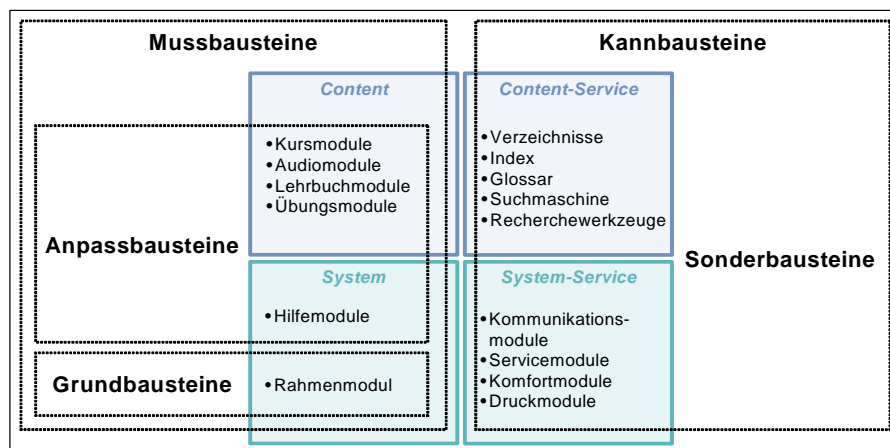 Mussbausteine
Kannbausteine
Content
• Kursmodule
• Audiomodule
• Lehrbuchmodule
• Übungsmodule
Content-Service
• Verzeichnisse
• Index
• Glossar
• Suchmaschine
• Recherchewerkzeuge
Anpassbausteine
Sonderbausteine
System
• Hilfemodule
System-Service
• Kommunikations-
module
• Servicemodule
• Komfortmodule
• Druckmodule
Grundbausteine
• Rahmenmodul